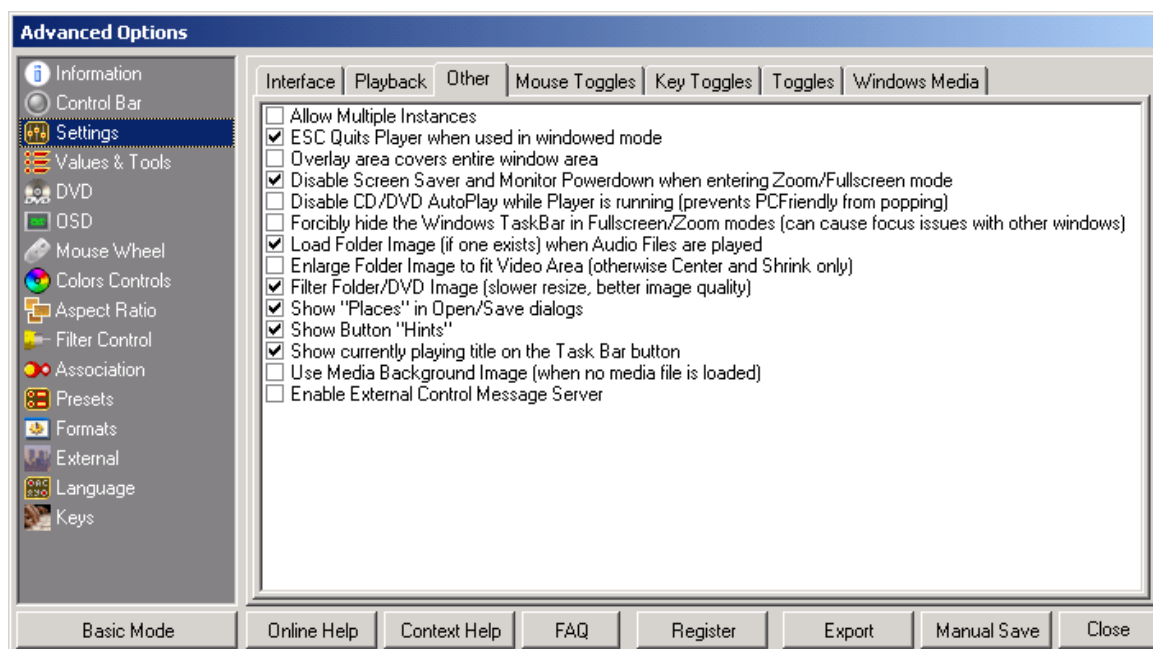 Advanced Options
Information
Control Bar
Settings
Values & Tools
DVD
OSD
Mouse Wheel
Colors Controls
Aspect Ratio
Filter Control
Association
Presets
Formats
External
Language
Keys
Interface Playback Other Mouse Toggles Key Toggles Toggles Windows Media
Allow Multiple Instances
ESC Quits Player when used in windowed mode
Overlay area covers entire window area
Disable Screen Saver and Monitor Powerdown when entering Zoom/Fullscreen mode
Disable CD/DVD AutoPlay while Player is running (prevents PCFriendly from popping)
Forcibly hide the Windows TaskBar in Fullscreen/Zoom modes (can cause focus issues with other windows)
Load Folder Image (if one exists) when Audio Files are played
Enlarge Folder Image to fit Video Area (otherwise Center and Shrink only)
Filter Folder/DVD Image (slower resize, better image quality)
Show "Places" in Open/Save dialogs
Show Button "Hints"
Show currently playing title on the Task Bar button
Use Media Background Image (when no media file is loaded)
Enable External Control Message Server
Basic Mode Online Help Context Help FAQ Register Export Manual Save Close